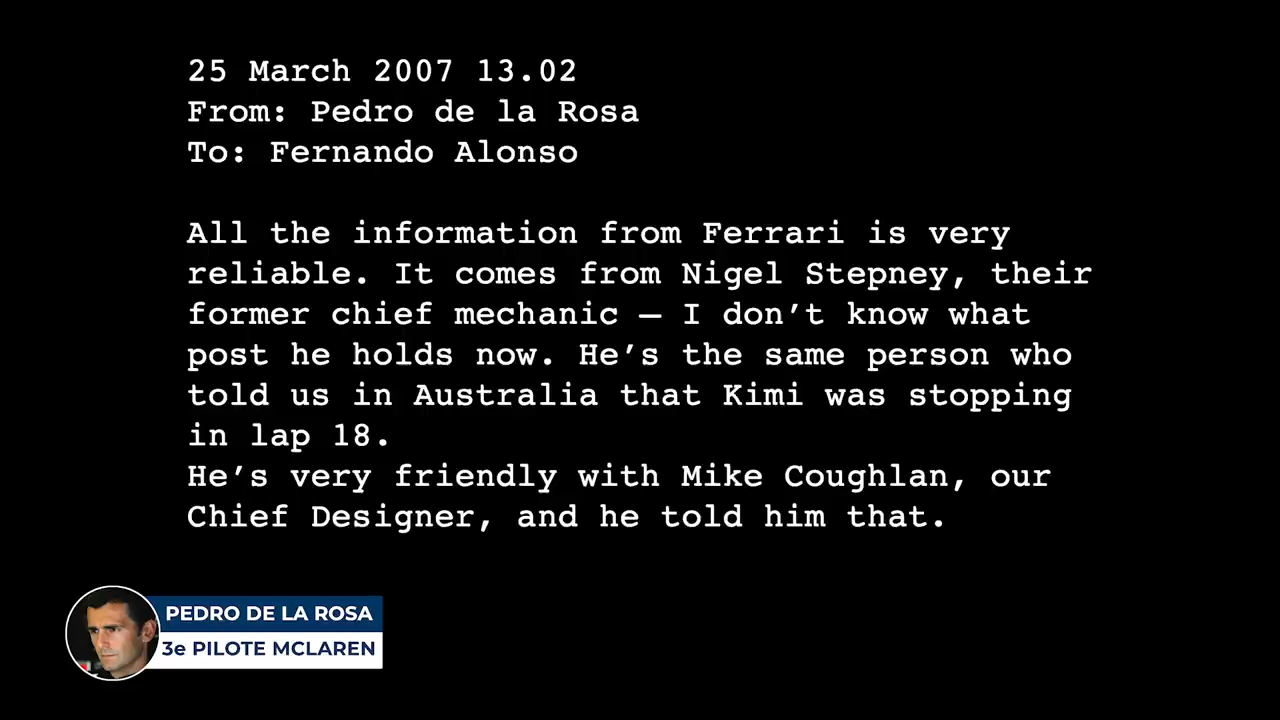 25 March 2007 13.02
From: Pedro de la Rosa
To: Fernando Alonso
All the information from Ferrari is very
reliable. It comes from Nigel Stepney, their
former chief mechanic – I don’t know what
post he holds now. He’s the same person who
told us in Australia that Kimi was stopping
in lap 18.
He’s very friendly with Mike Coughlan, our
Chief Designer, and he told him that.
PEDRO DE LA ROSA
3e PILOTE MCLAREN